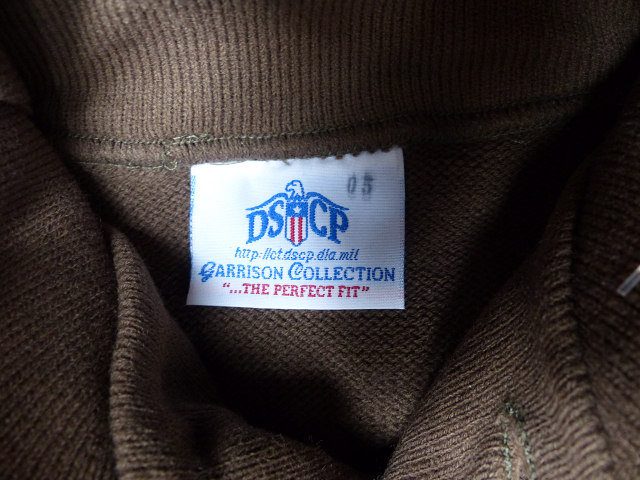 05
DSCP
http://ct.dscp.dla.mil
GARRISON COLLECTION
"...THE PERFECT FIT"